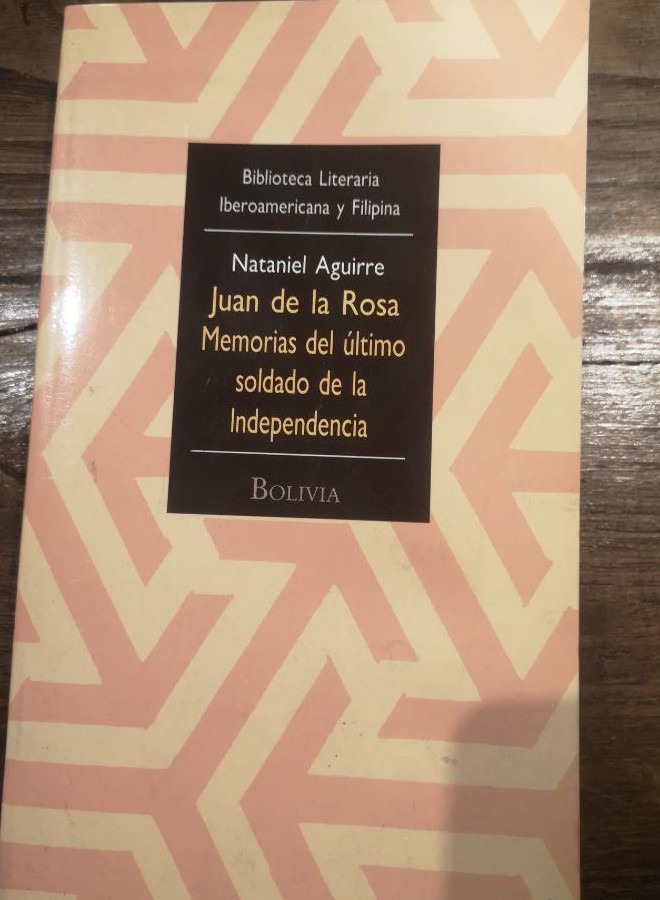 Biblioteca Literaria
Iberoamericana y Filipina
Nataniel Aguirre
Juan de la Rosa
Memorias del último
soldado de la
Independencia
BOLIVIA